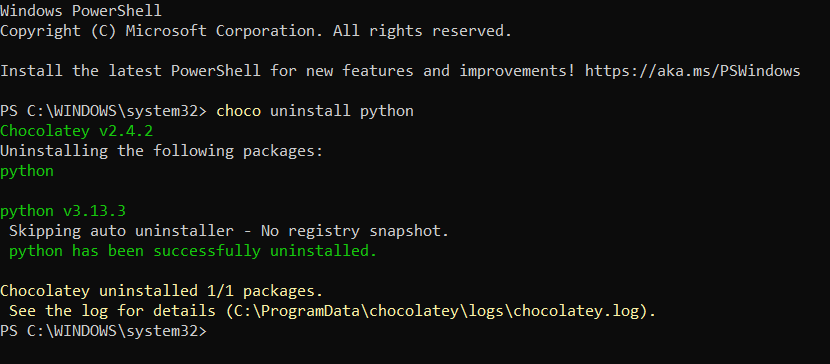 Windows PowerShell
Copyright (C) Microsoft Corporation. All rights reserved.
Install the latest PowerShell for new features and improvements! https://aka.ms/PSWindows
PS C:\WINDOWS\system32> choco uninstall python
Chocolatey v2.4.2
Uninstalling the following packages:
python
python v3.13.3
Skipping auto uninstaller - No registry snapshot.
python has been successfully uninstalled.
Chocolatey uninstalled 1/1 packages.
See the log for details (C:\ProgramData\chocolatey\logs\chocolatey.log).
PS C:\WINDOWS\system32>